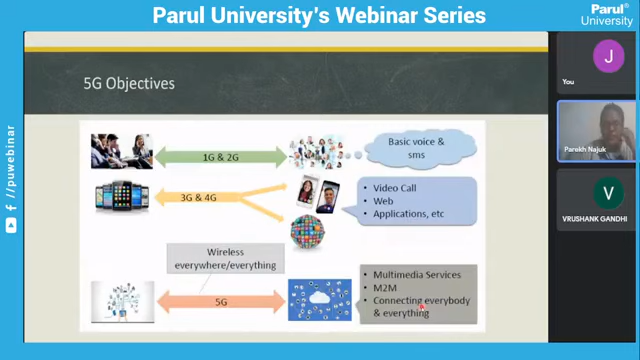 Parul University's Webinar Series
Parul®
University
5G Objectives
J
You
1G & 2G
Basic voice &
sms
Parekh Najuk
3G & 4G
• Video Call
• Web
• Applications, etc
V
VRUSHANK GANDHI
Wireless
everywhere/everything
5G
• Multimedia Services
• M2M
• Connecting everybody
& everything
/puwebinar